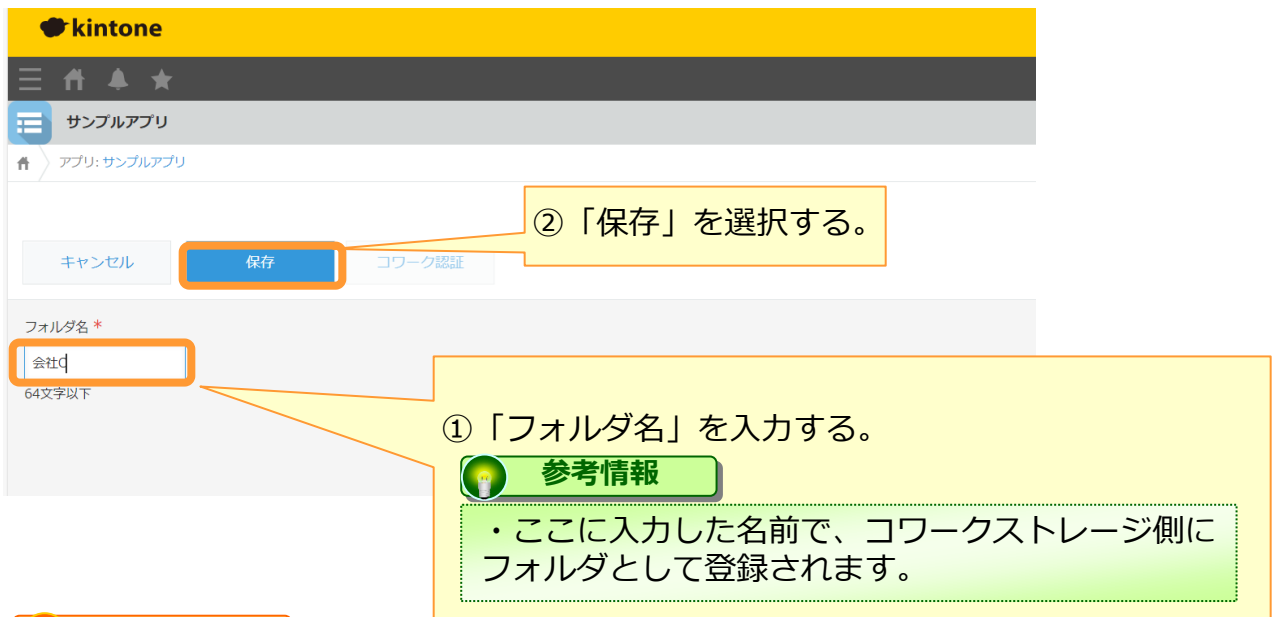 kintone
サンプルアプリ
アプリ: サンプルアプリ
②「保存」を選択する。
キャンセル
保存
コワーク認証
フォルダ名 *
会社C
64文字以下
①「フォルダ名」を入力する。
参考情報
・ここに入力した名前で、コワークストレージ側に
フォルダとして登録されます。